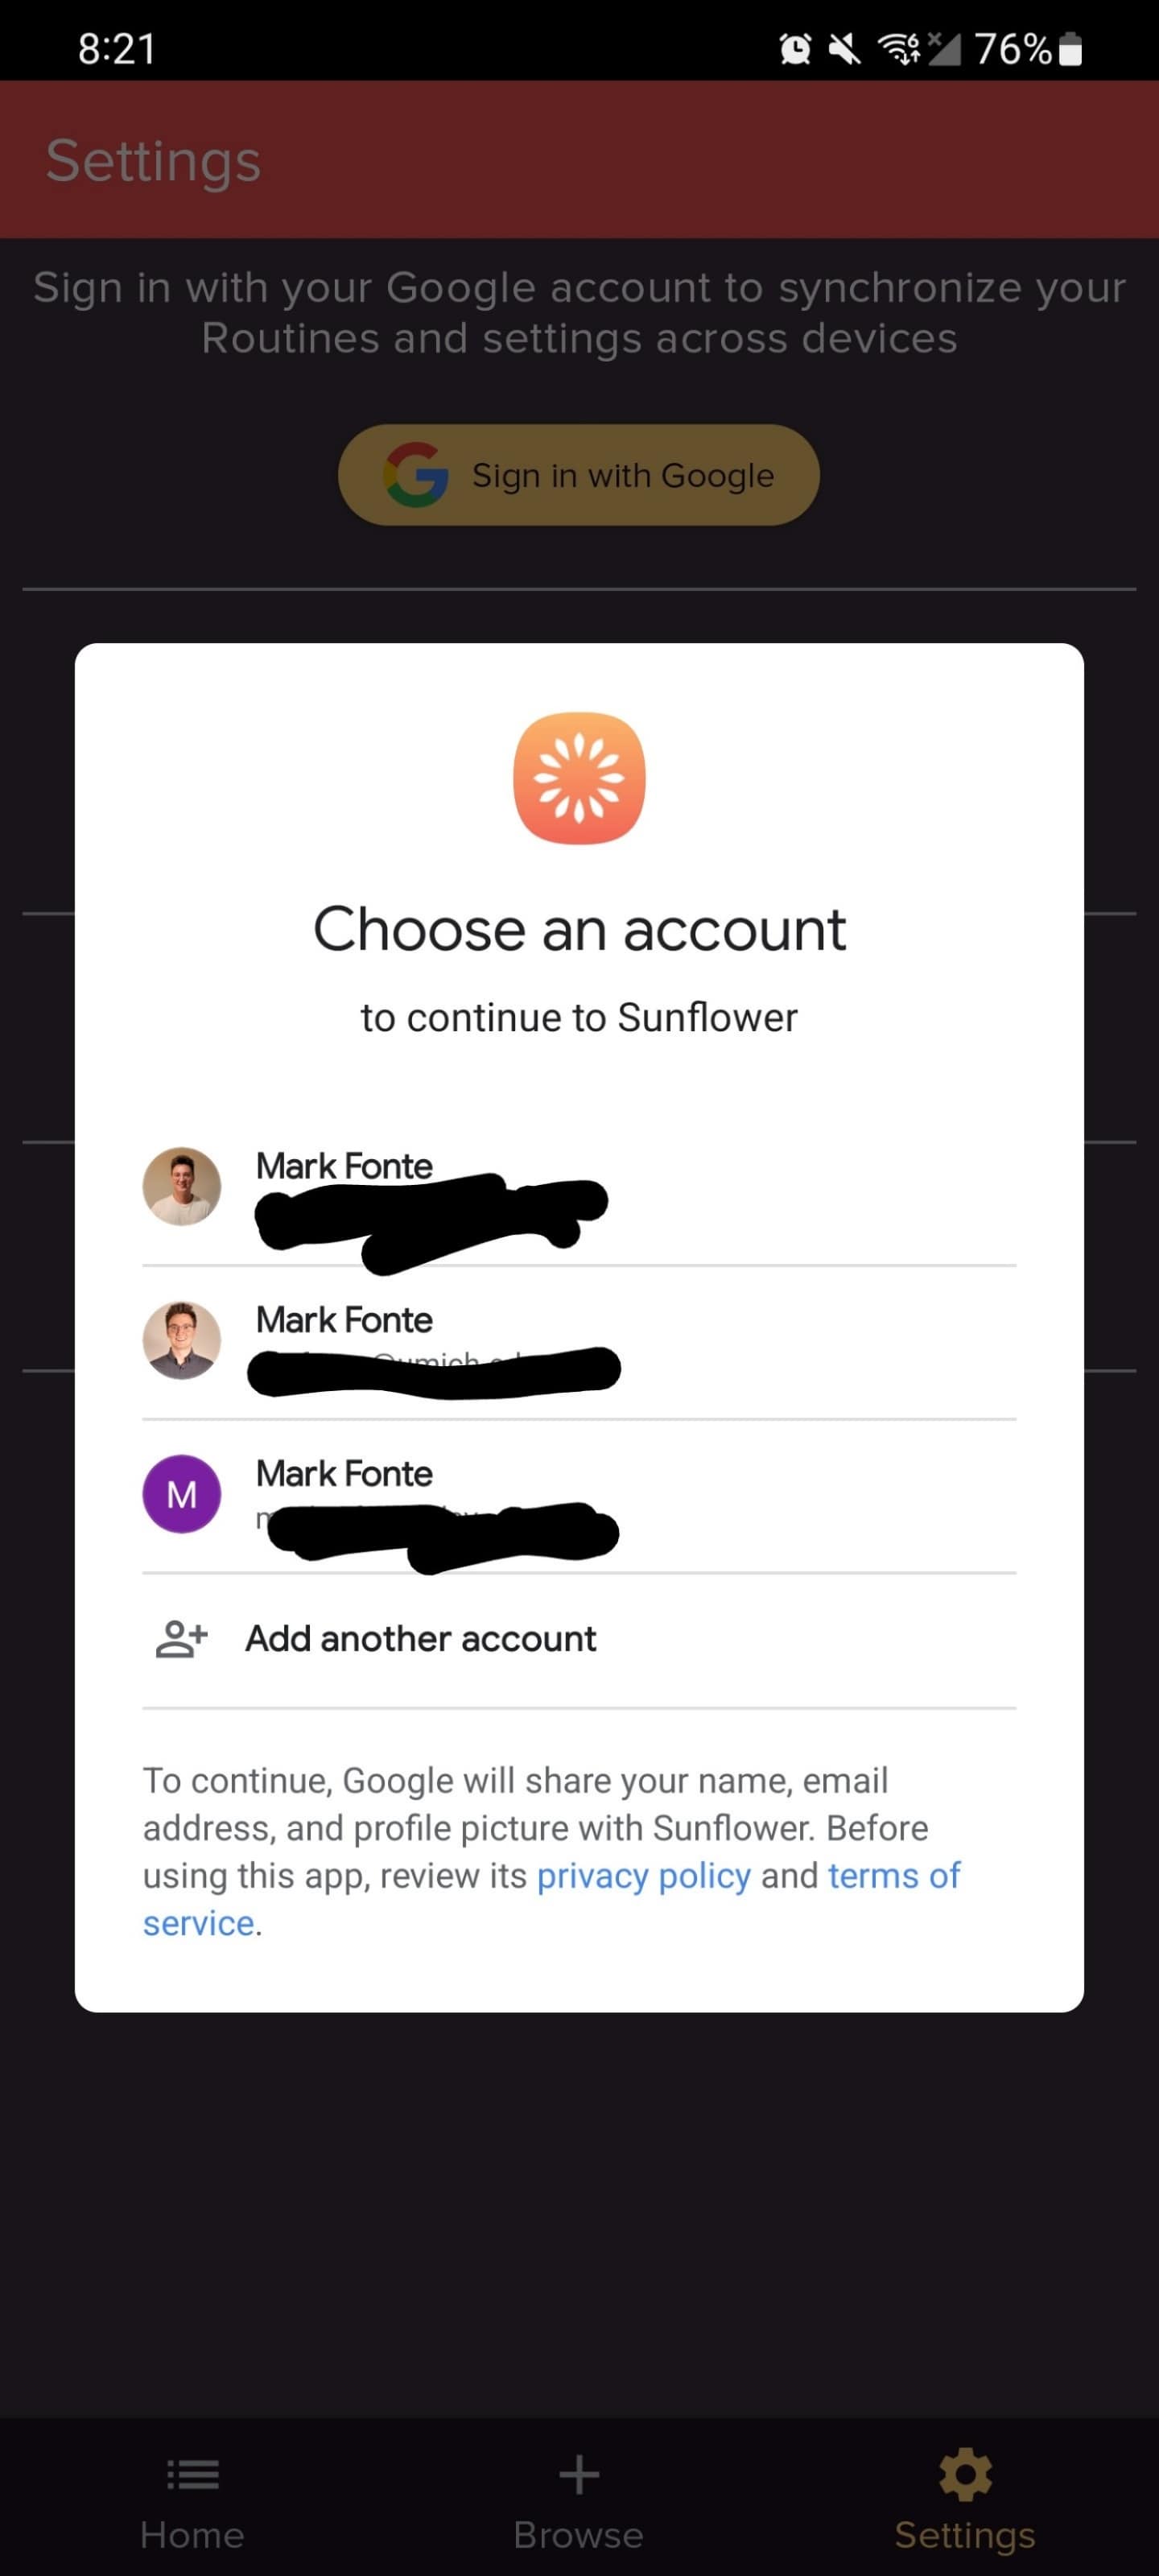 8:21
76%
Settings
Sign in with your Google account to synchronize your
Routines and settings across devices
Sign in with Google
Choose an account
to continue to Sunflower
Mark Fonte
Mark Fonte
M
Mark Fonte
Add another account
To continue, Google will share your name, email
address, and profile picture with Sunflower. Before
using this app, review its privacy policy and terms of
service.
Home
Browse
Settings